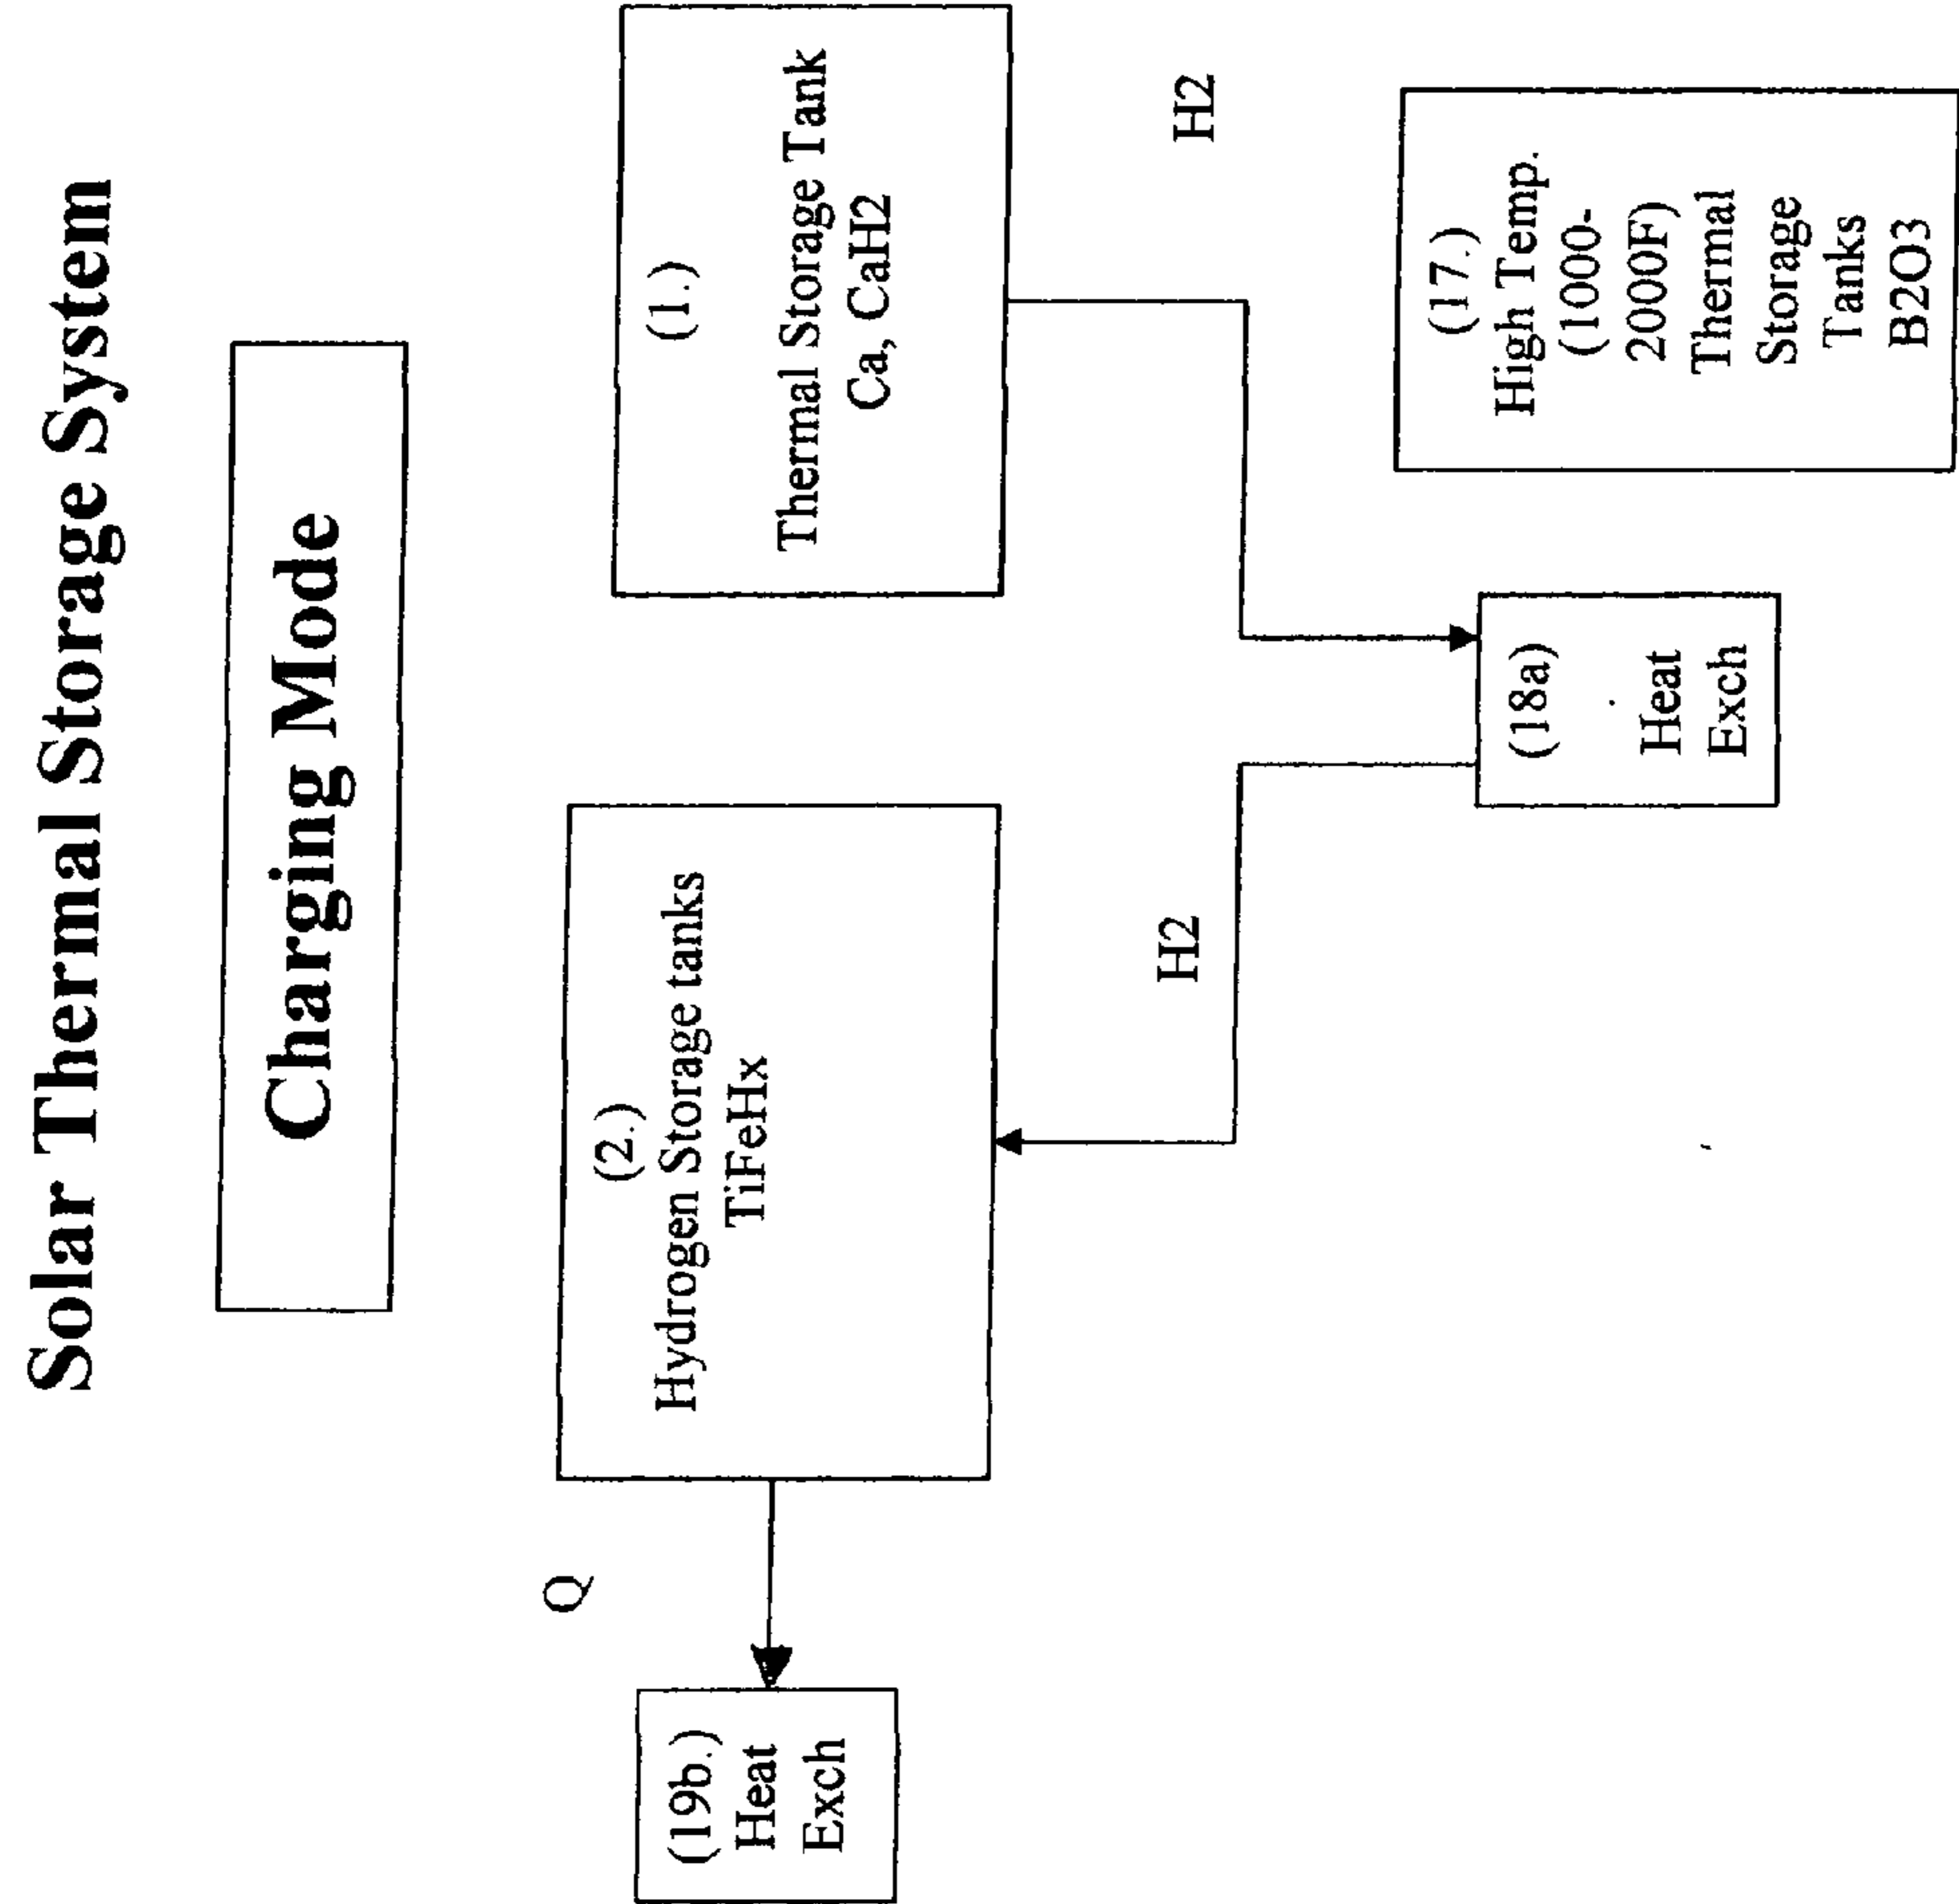 Solar Thermal Storage System
Charging Mode
(19b.)
Heat
Exch
Q
(2.)
Hydrogen Storage tanks
TiFeHx
(1.)
Thermal Storage Tank
Ca, CaH2
H2
H2
(18a)
Heat
Exch
(17.)
High Temp.
(1000-
2000F)
Thermal
Storage
Tanks
B2O3